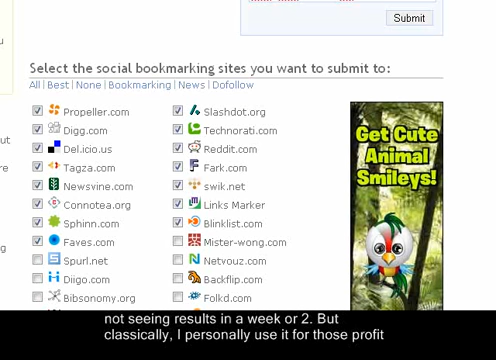 Submit
Select the social bookmarking sites you want to submit to:
All | Best | None | Bookmarking | News | Dofollow
Propeller.com
Slashdot.org
Digg.com
Technorati.com
Del.icio.us
Reddit.com
Tagza.com
Fark.com
Newsvine.com
swik.net
Connotea.org
Links Marker
Sphinn.com
Blinklist.com
Faves.com
Mister-wong.com
Spurl.net
Netvouz.com
Diigo.com
Backflip.com
Bibsonomy.org
Folkd.com
Get Cute
Animal
Smileys!
not seeing results in a week or 2. But
classically, I personally use it for those profit